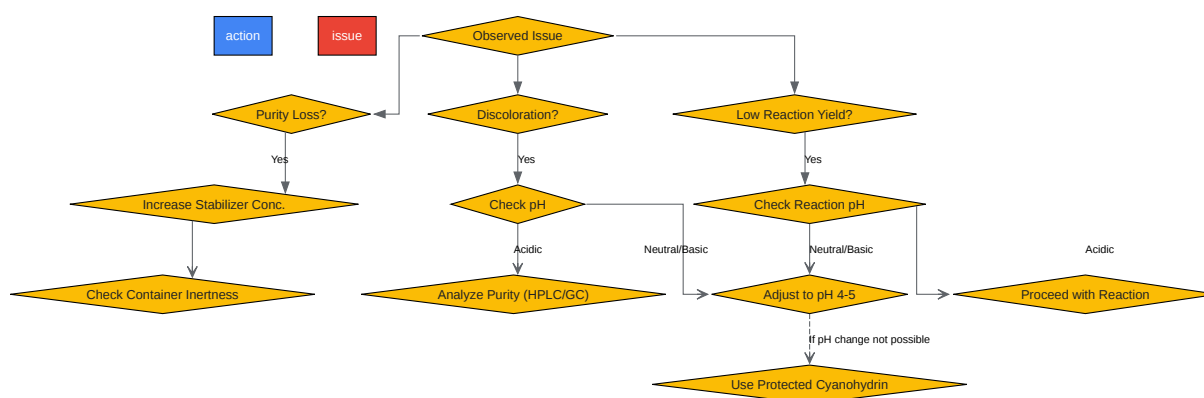 action
issue
Observed Issue
Purity Loss?
Discoloration?
Low Reaction Yield?
Yes
Yes
Yes
Increase Stabilizer Conc.
Check pH
Check Reaction pH
Acidic
Neutral/Basic
Neutral/Basic
Acidic
Check Container Inertness
Analyze Purity (HPLC/GC)
Adjust to pH 4-5
Proceed with Reaction
If pH change not possible
Use Protected Cyanohydrin